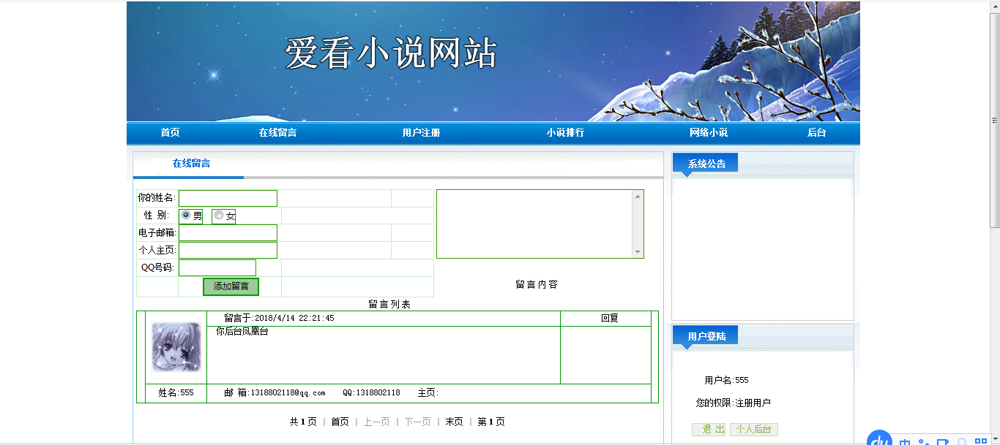 爱看小说网站
首页 在线留言 用户注册 小说排行 网络小说 后台
在线留言
你的姓名:
性 别: 男 女
电子邮箱:
个人主页:
QQ号码:
添加留言
留言内容
留言列表
留言于:2018/4/14 22:21:45 回复
你后台凤凰台
姓名:555 邮 箱:1318802118@qq.com QQ:1318802118 主页:
共 1 页 | 首页 | 上一页 | 下一页 | 末页 | 第 1 页
系统公告
用户登陆
用户名:555
您的权限:注册用户
退 出 个人后台
du 中